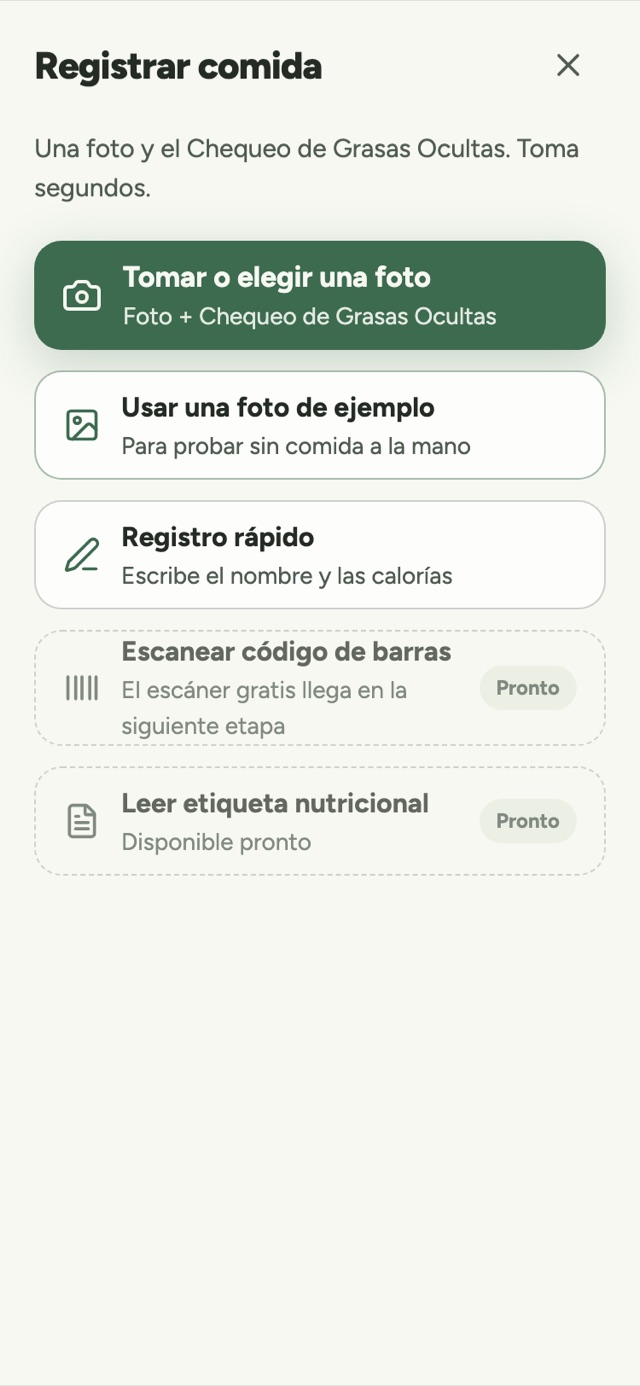 Registrar comida
Una foto y el Chequeo de Grasas Ocultas. Toma
segundos.
Tomar o elegir una foto
Foto + Chequeo de Grasas Ocultas
Usar una foto de ejemplo
Para probar sin comida a la mano
Registro rápido
Escribe el nombre y las calorías
Escanear código de barras
El escáner gratis llega en la
siguiente etapa
Pronto
Leer etiqueta nutricional
Disponible pronto
Pronto